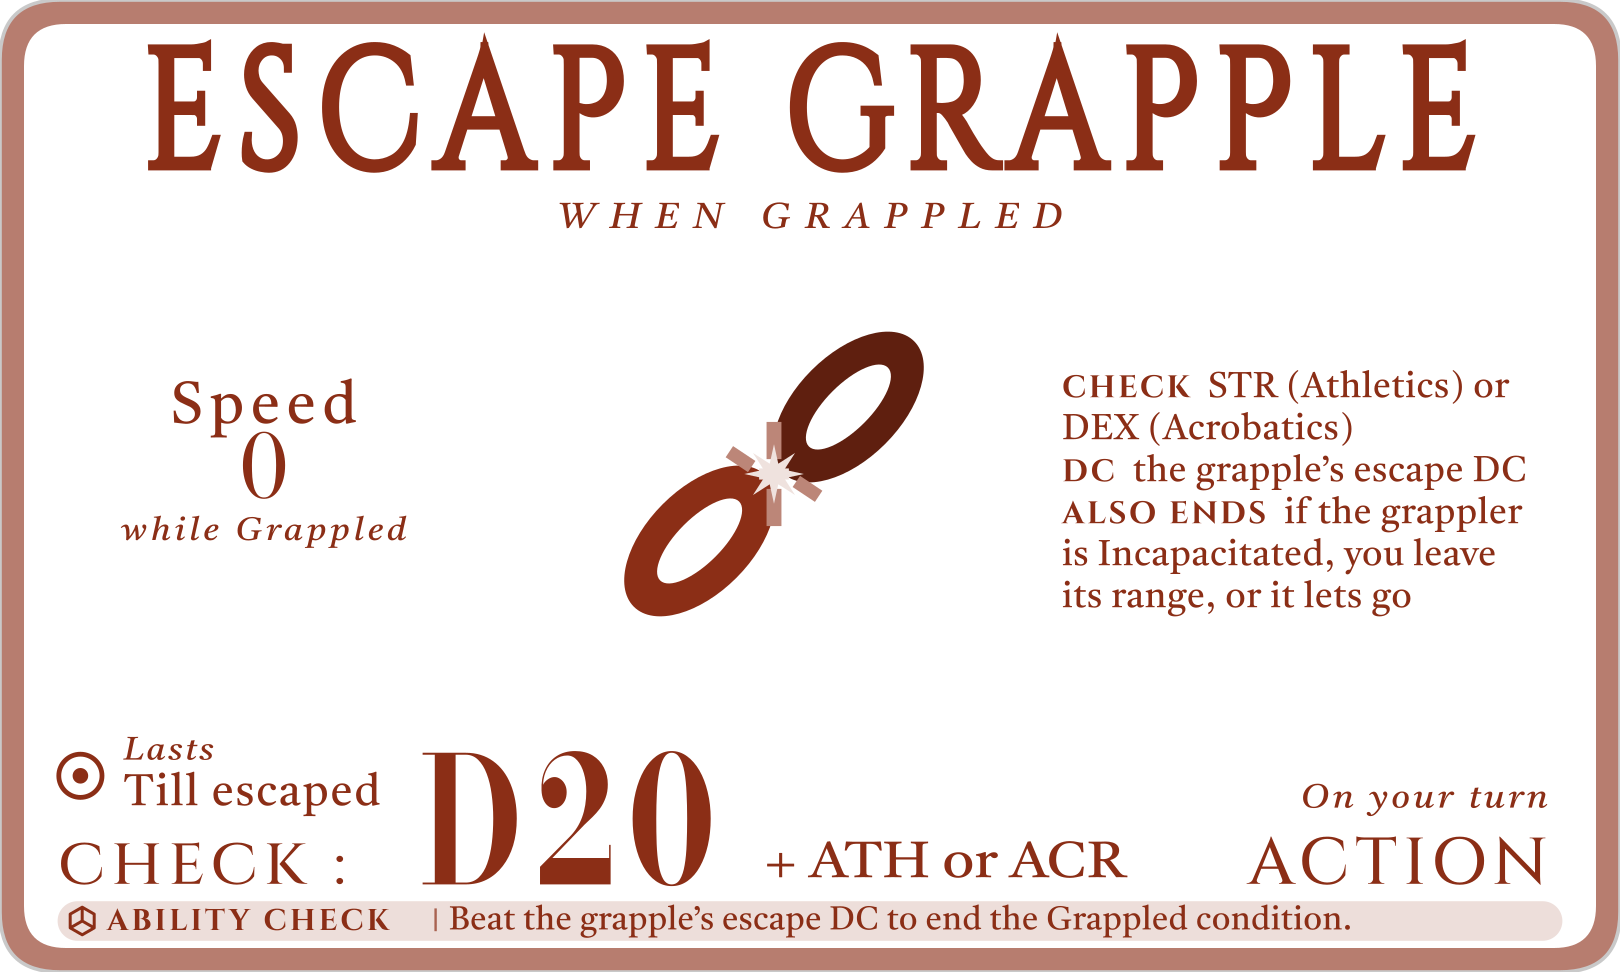 ESCAPE GRAPPLE
WHEN GRAPPLED
Speed
0
while Grappled
CHECK STR (Athletics) or
DEX (Acrobatics)
DC the grapple’s escape DC
ALSO ENDS if the grappler
is Incapacitated, you leave
its range, or it lets go
Lasts
Till escaped
CHECK : D20 + ATH or ACR
On your turn
ACTION
ABILITY CHECK | Beat the grapple’s escape DC to end the Grappled condition.